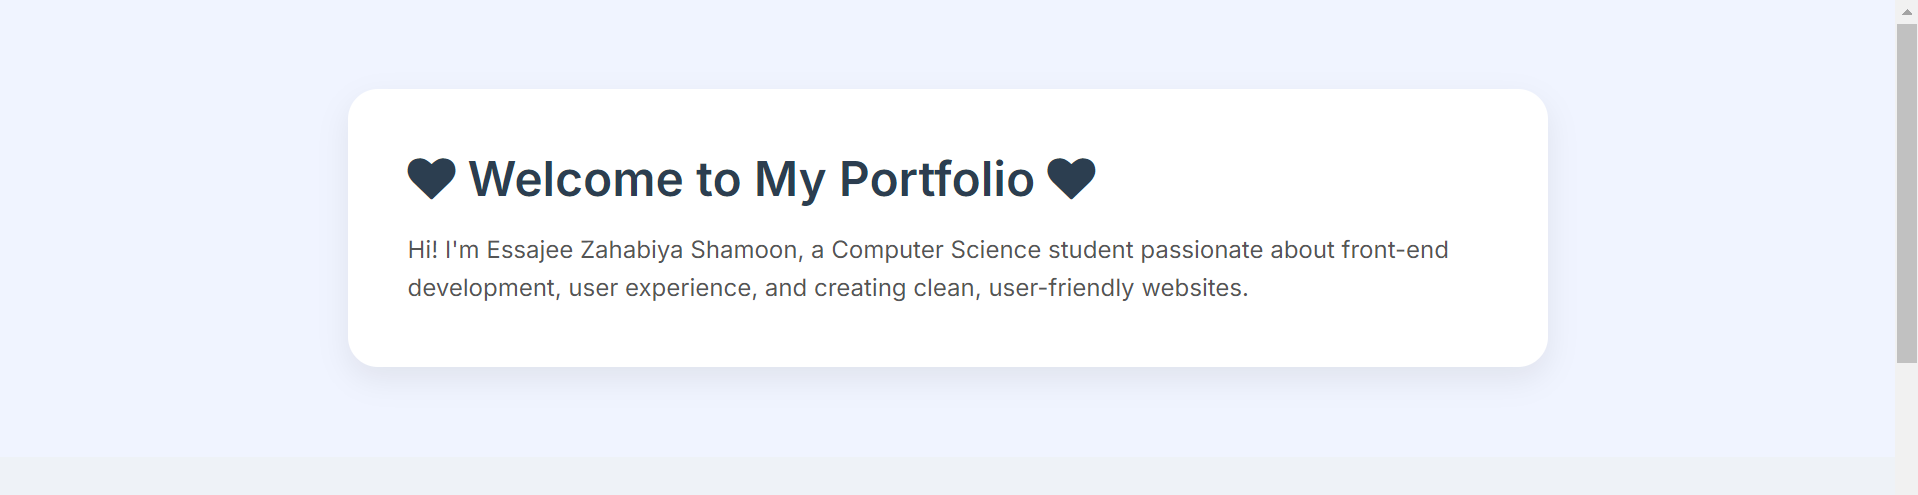 ♥ Welcome to My Portfolio ♥
Hi! I'm Essajee Zahabiya Shamoon, a Computer Science student passionate about front-end
development, user experience, and creating clean, user-friendly websites.